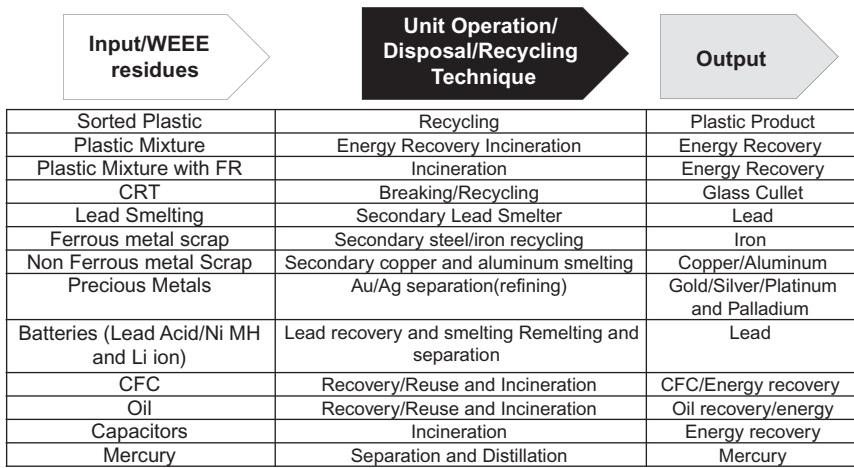 Input/WEEE
residues
Unit Operation/
Disposal/Recycling
Technique
Output
Sorted Plastic Recycling Plastic Product
Plastic Mixture Energy Recovery Incineration Energy Recovery
Plastic Mixture with FR Incineration Energy Recovery
CRT Breaking/Recycling Glass Cullet
Lead Smelting Secondary Lead Smelter Lead
Ferrous metal scrap Secondary steel/iron recycling Iron
Non Ferrous metal Scrap Secondary copper and aluminum smelting Copper/Aluminum
Precious Metals Au/Ag separation(refining) Gold/Silver/Platinum
and Palladium
Batteries (Lead Acid/Ni MH Lead recovery and smelting Remelting and Lead
and Li ion) separation
CFC Recovery/Reuse and Incineration CFC/Energy recovery
Oil Recovery/Reuse and Incineration Oil recovery/energy
Capacitors Incineration Energy recovery
Mercury Separation and Distillation Mercury